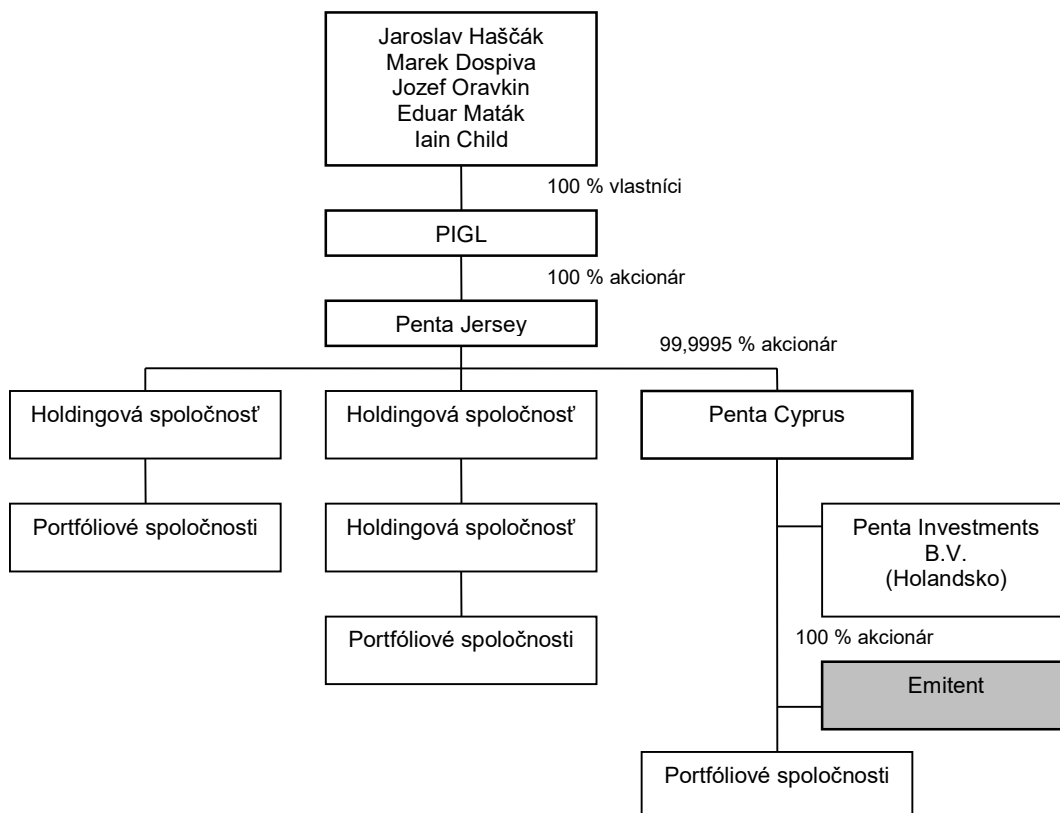 Jaroslav Haščák
Marek Dospiva
Jozef Oravkin
Eduar Maták
Iain Child
100 % vlastníci
PIGL
100 % akcionár
Penta Jersey
99,9995 % akcionár
Holdingová spoločnosť
Holdingová spoločnosť
Penta Cyprus
Portfóliové spoločnosti
Holdingová spoločnosť
Penta Investments
B.V.
(Holandsko)
Portfóliové spoločnosti
100 % akcionár
Emitent
Portfóliové spoločnosti